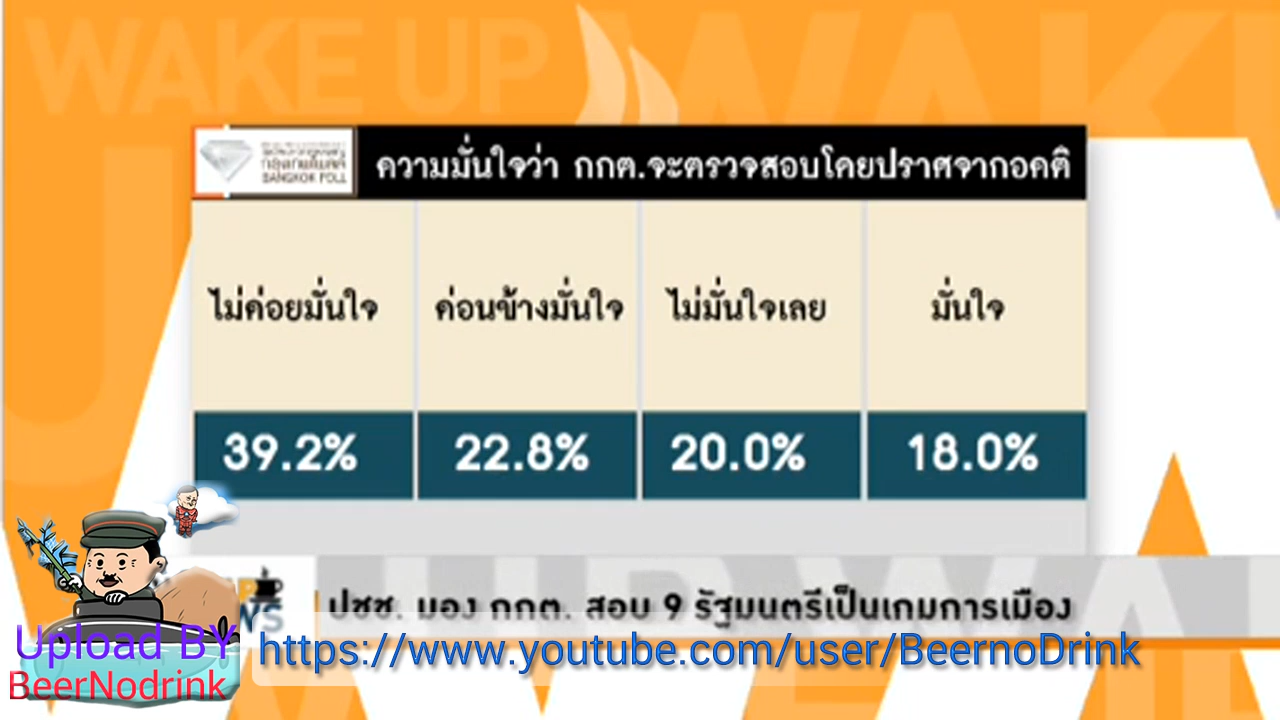 WAKE UP
BANGKOK POLL
ความมั่นใจว่า กกต.จะตรวจสอบโดยปราศจากอคติ
ไม่ค่อยมั่นใจ ค่อนข้างมั่นใจ ไม่มั่นใจเลย มั่นใจ
39.2% 22.8% 20.0% 18.0%
ปชช. มอง กกต. สอบ 9 รัฐมนตรีเป็นเกมการเมือง
Upload BY https://www.youtube.com/user/BeernoDrink
BeerNodrink